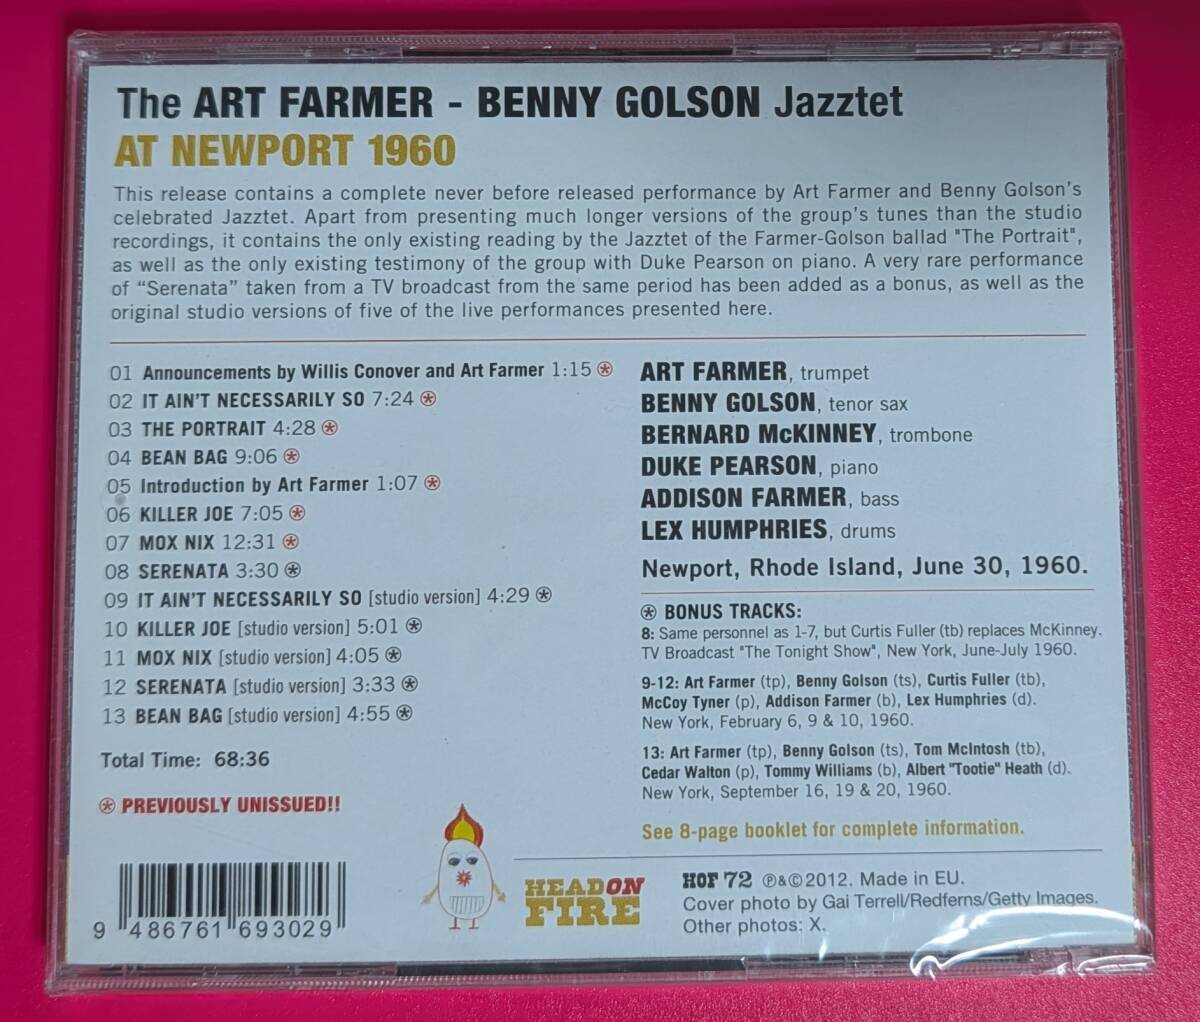 The ART FARMER - BENNY GOLSON Jazztet
AT NEWPORT 1960
This release contains a complete never before released performance by Art Farmer and Benny Golson's
celebrated Jazztet. Apart from presenting much longer versions of the group's tunes than the studio
recordings, it contains the only existing reading by the Jazztet of the Farmer-Golson ballad "The Portrait",
as well as the only existing testimony of the group with Duke Pearson on piano. A very rare performance
of “Serenata” taken from a TV broadcast from the same period has been added as a bonus, as well as the
original studio versions of five of the live performances presented here.
01 Announcements by Willis Conover and Art Farmer 1:15 ⊛
02 IT AIN'T NECESSARILY SO 7:24 ⊛
03 THE PORTRAIT 4:28 ⊛
04 BEAN BAG 9:06 ⊛
05 Introduction by Art Farmer 1:07 ⊛
06 KILLER JOE 7:05 ⊛
07 MOX NIX 12:31 ⊛
08 SERENATA 3:30 ⊛
09 IT AIN'T NECESSARILY SO [studio version] 4:29 ⊛
10 KILLER JOE [studio version] 5:01 ⊛
11 MOX NIX [studio version] 4:05 ⊛
12 SERENATA [studio version] 3:33 ⊛
13 BEAN BAG [studio version] 4:55 ⊛
Total Time: 68:36
⊛ PREVIOUSLY UNISSUED!!
ART FARMER, trumpet
BENNY GOLSON, tenor sax
BERNARD McKINNEY, trombone
DUKE PEARSON, piano
ADDISON FARMER, bass
LEX HUMPHRIES, drums
Newport, Rhode Island, June 30, 1960.
⊛ BONUS TRACKS:
8: Same personnel as 1-7, but Curtis Fuller (tb) replaces McKinney.
TV Broadcast "The Tonight Show", New York, June-July 1960.
9-12: Art Farmer (tp), Benny Golson (ts), Curtis Fuller (tb),
McCoy Tyner (p), Addison Farmer (b), Lex Humphries (d).
New York, February 6, 9 & 10, 1960.
13: Art Farmer (tp), Benny Golson (ts), Tom McIntosh (tb),
Cedar Walton (p), Tommy Williams (b), Albert "Tootie" Heath (d).
New York, September 16, 19 & 20, 1960.
See 8-page booklet for complete information.
9 486761 693029
HEAD ON
FIRE
HOF 72 ℗&©2012. Made in EU.
Cover photo by Gai Terrell/Redferns/Getty Images.
Other photos: X.